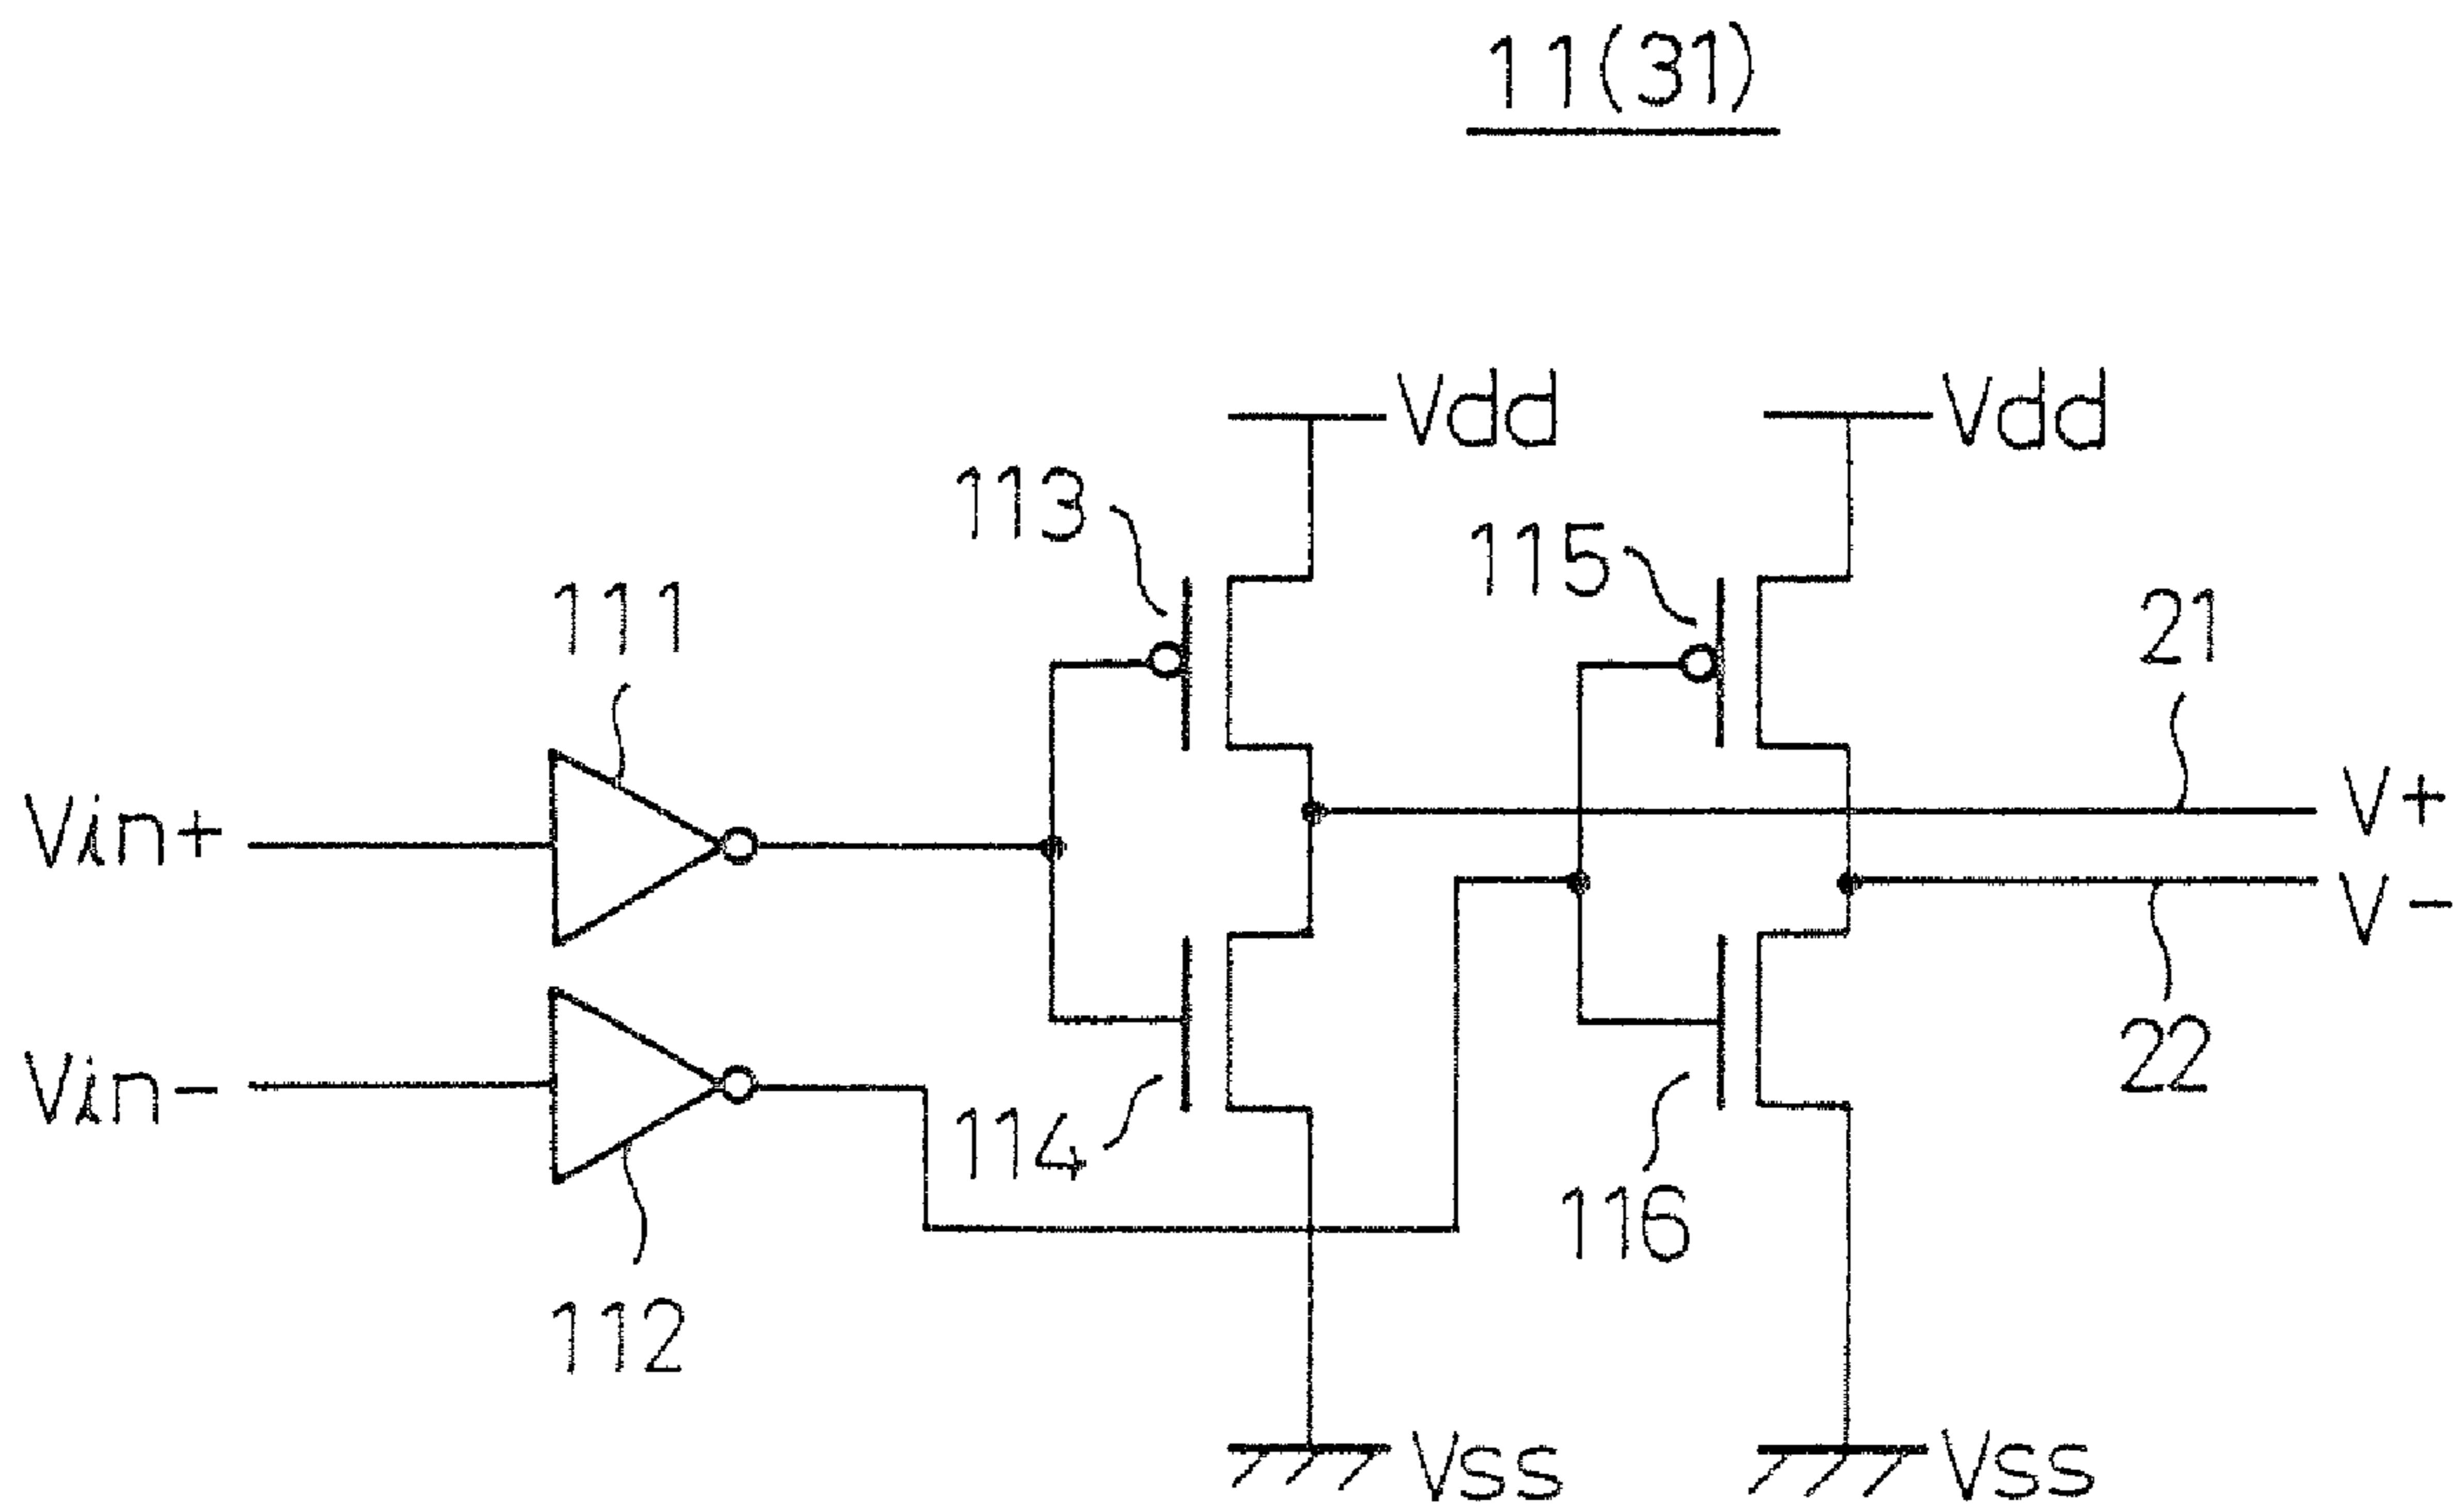 11(31)
Vdd
Vdd
113
115
111
21
Vin+
V+
V-
Vin-
22
114
116
112
Vss
Vss